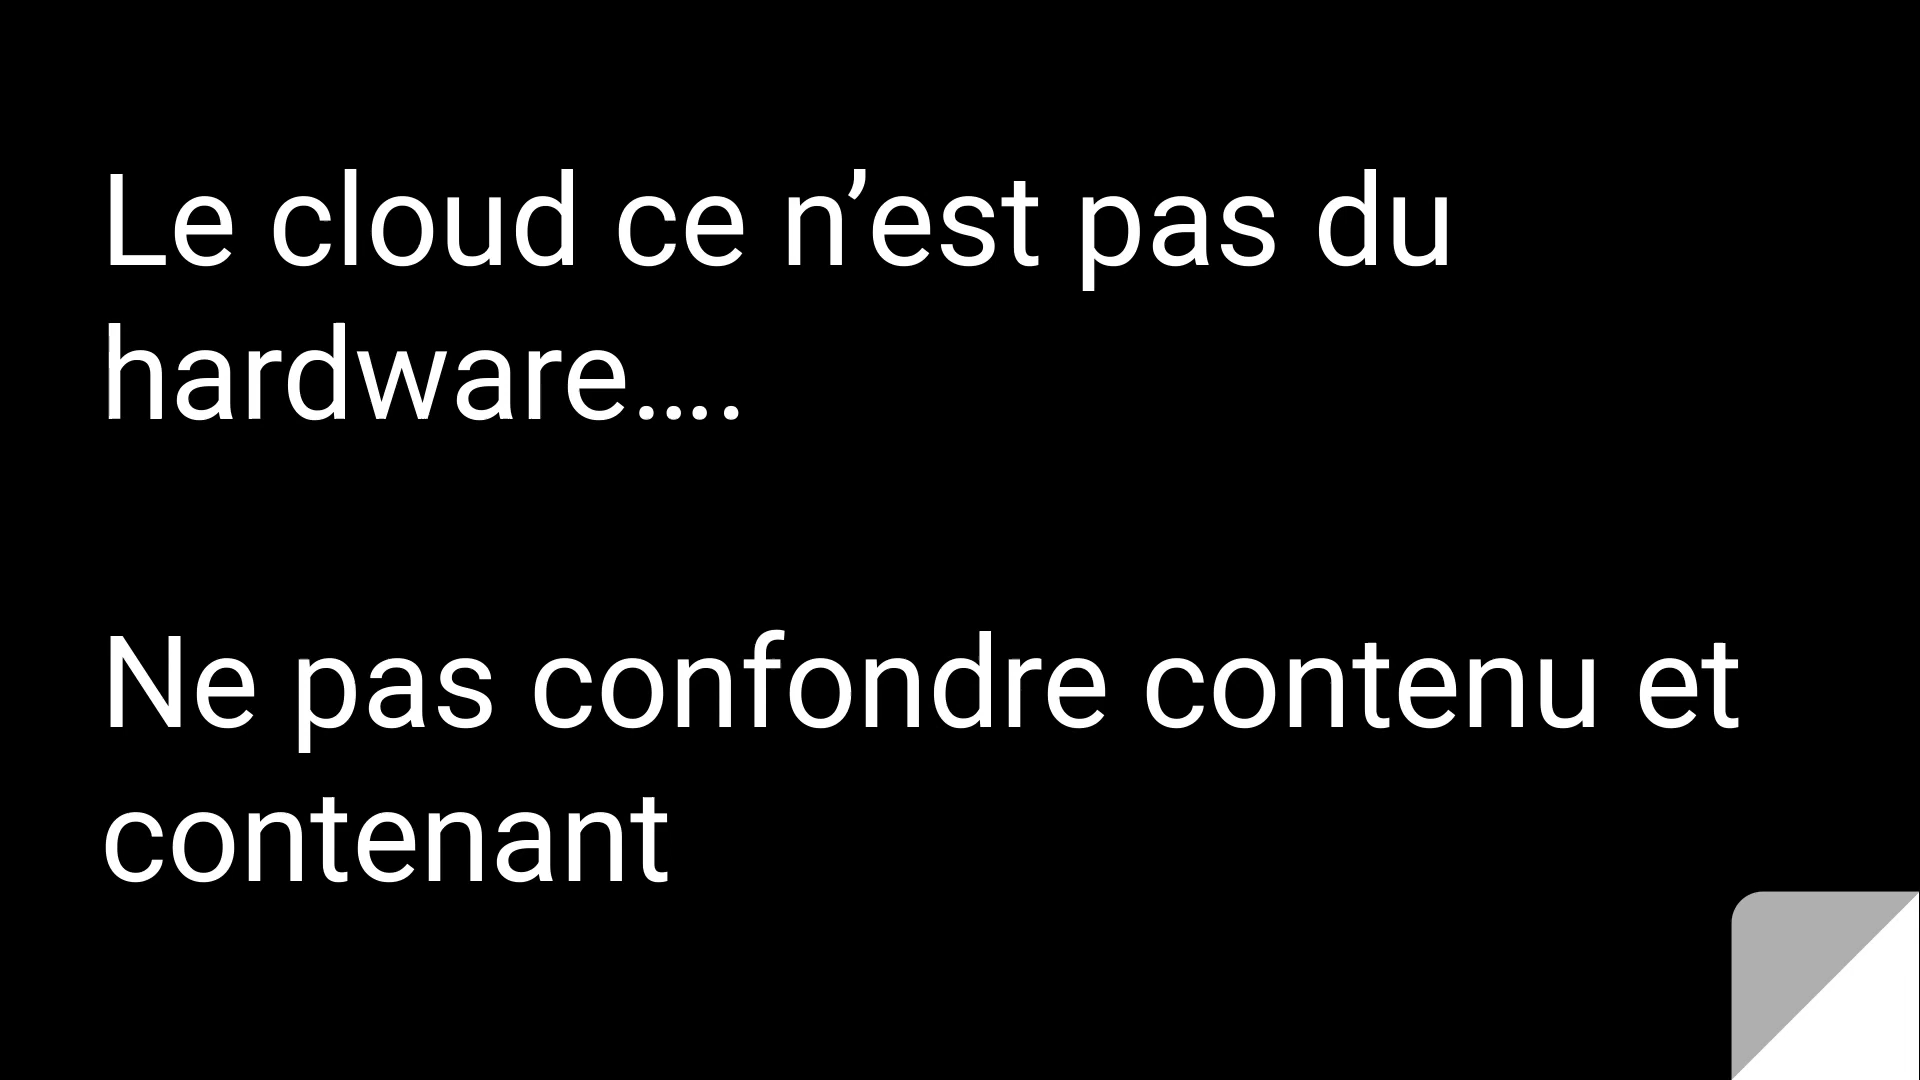 Le cloud ce n’est pas du
hardware….
Ne pas confondre contenu et
contenant